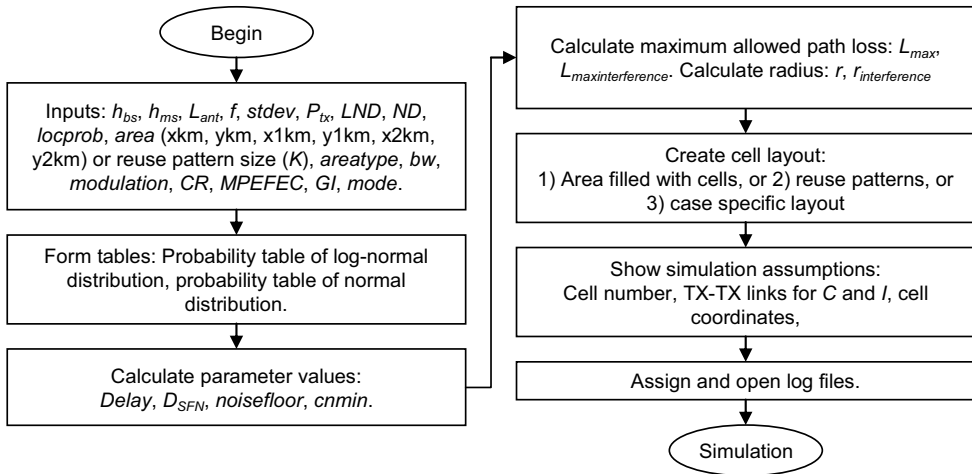 Begin
Inputs: hbs, hms, Lant, f, stdev, Ptx, LND, ND,
locprob, area (xkm, ykm, x1km, y1km, x2km,
y2km) or reuse pattern size (K), areatype, bw,
modulation, CR, MPEFEC, GI, mode.
Form tables: Probability table of log-normal
distribution, probability table of normal
distribution.
Calculate parameter values:
Delay, DSFN, noisefloor, cnmin.
Calculate maximum allowed path loss: Lmax,
Lmaxinterference. Calculate radius: r, rinterference
Create cell layout:
1) Area filled with cells, or 2) reuse patterns, or
3) case specific layout
Show simulation assumptions:
Cell number, TX-TX links for C and I, cell
coordinates,
Assign and open log files.
Simulation